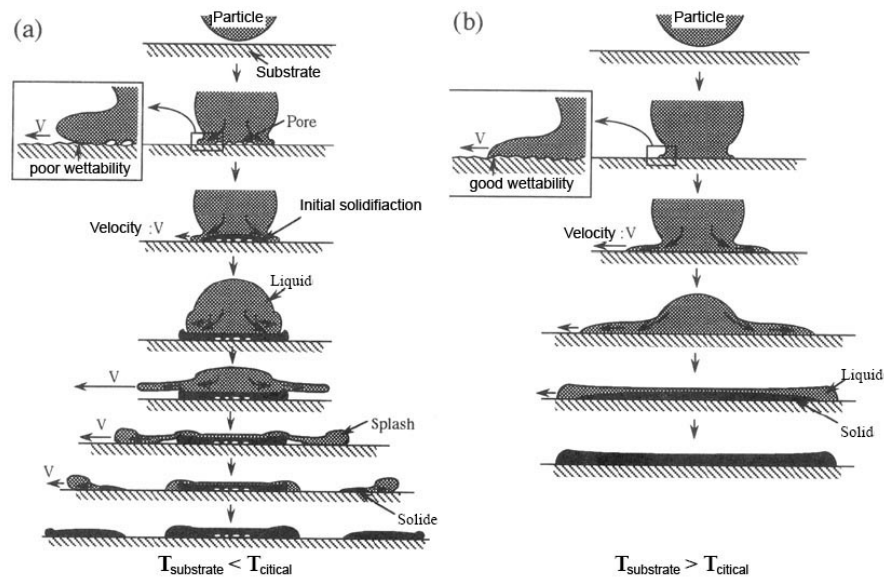 (a)
Particle
Substrate
V
Pore
poor wettability
Initial solidifiaction
Velocity :V
Liquid
V
Splash
V
V
Solide
Tsubstrate < Tcitical
(b)
Particle
V
good wettability
Velocity :V
Liquide
Solid
Tsubstrate > Tcitical